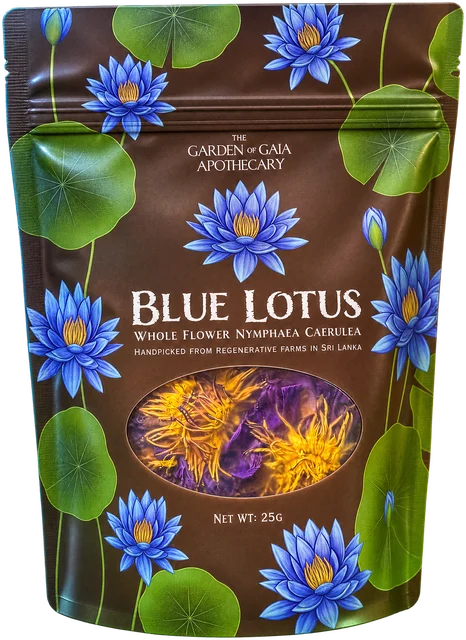 THE
GARDEN OF GAIA
APOTHECARY
BLUE LOTUS
WHOLE FLOWER NYMPHAEA CAERULEA
HANDPICKED FROM REGENERATIVE FARMS IN SRI LANKA
NET WT: 25G